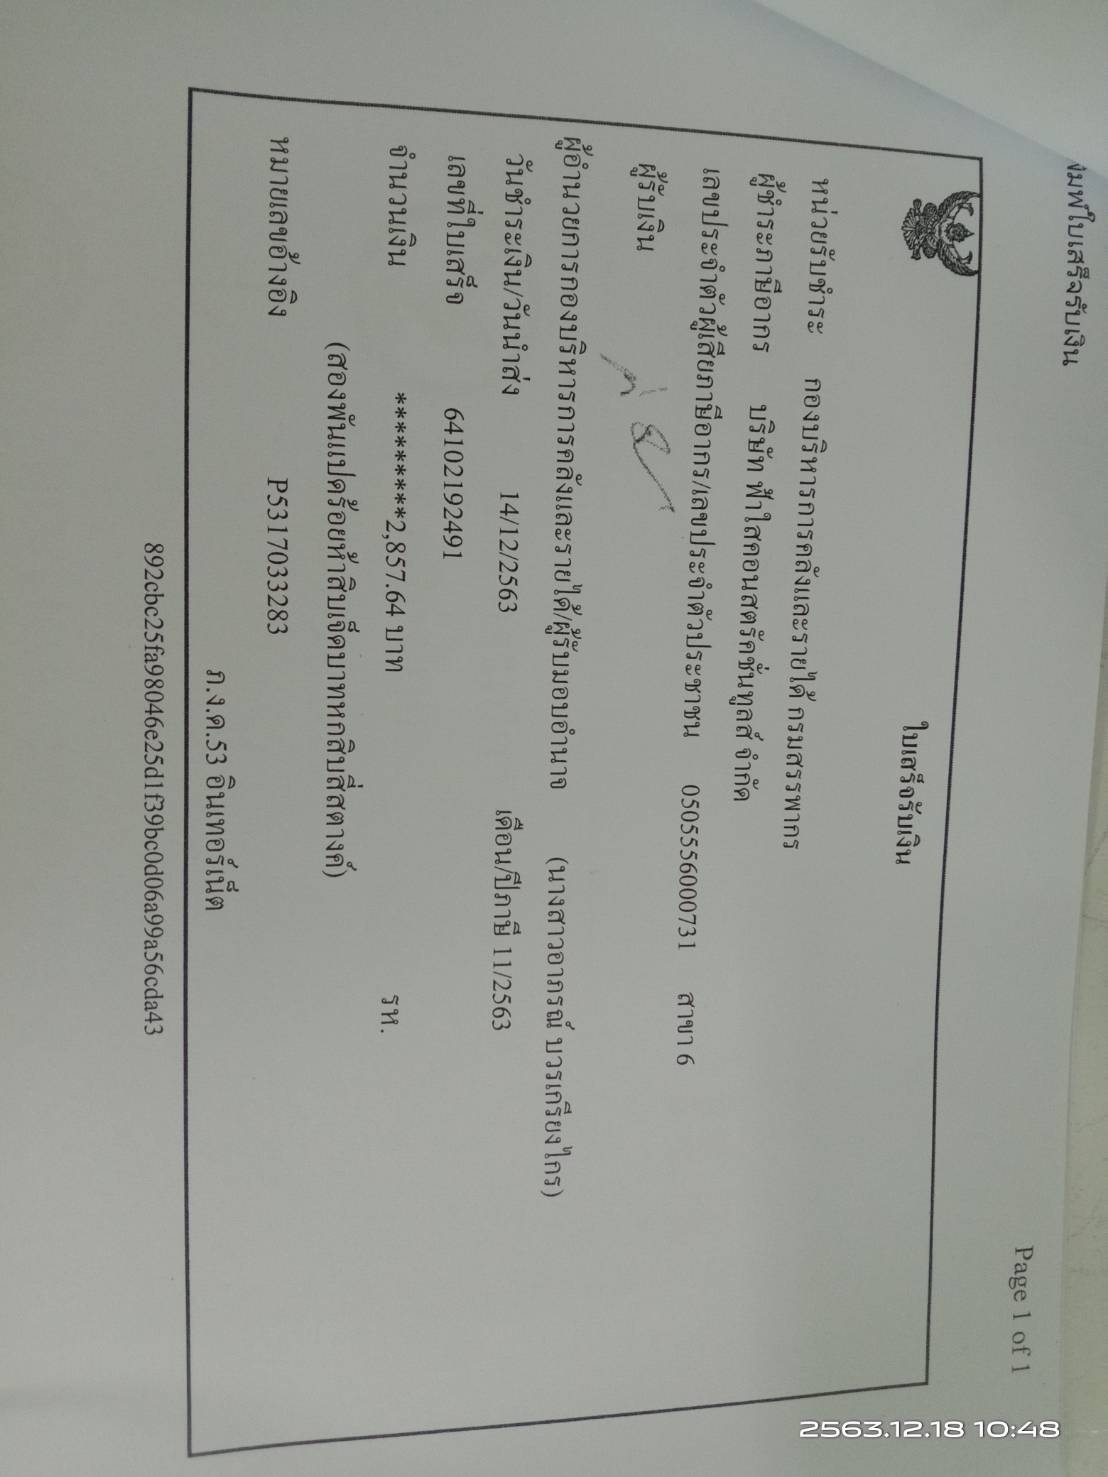 งมพ์ใบเสร็จรับเงิน
Page 1 of 1
ใบเสร็จรับเงิน
หน่วยรับชำระ กองบริหารการคลังและรายได้ กรมสรรพากร
ผู้ชำระภาษีอากร บริษัท ฟ้าใสคอนสตรัคชั่นทูลส์ จำกัด
เลขประจำตัวผู้เสียภาษีอากร/เลขประจำตัวประชาชน 0505556000731 สาขา 6
ผู้รับเงิน
ผู้อำนวยการกองบริหารการคลังและรายได้/ผู้รับมอบอำนาจ (นางสาวอาภรณ์ บวรเกรียงไกร)
วันชำระเงิน/วันนำส่ง 14/12/2563 เดือน/ปีภาษี 11/2563
เลขที่ใบเสร็จ 64102192491
จำนวนเงิน *********2,857.64 บาท รห.
(สองพันแปดร้อยห้าสิบเจ็ดบาทหกสิบสี่สตางค์)
หมายเลขอ้างอิง P5317033283
ภ.ง.ด.53 อินเทอร์เน็ต
892cbc25fa98046e25d1f39bc0d06a99a56cda43
2563.12.18 10:48